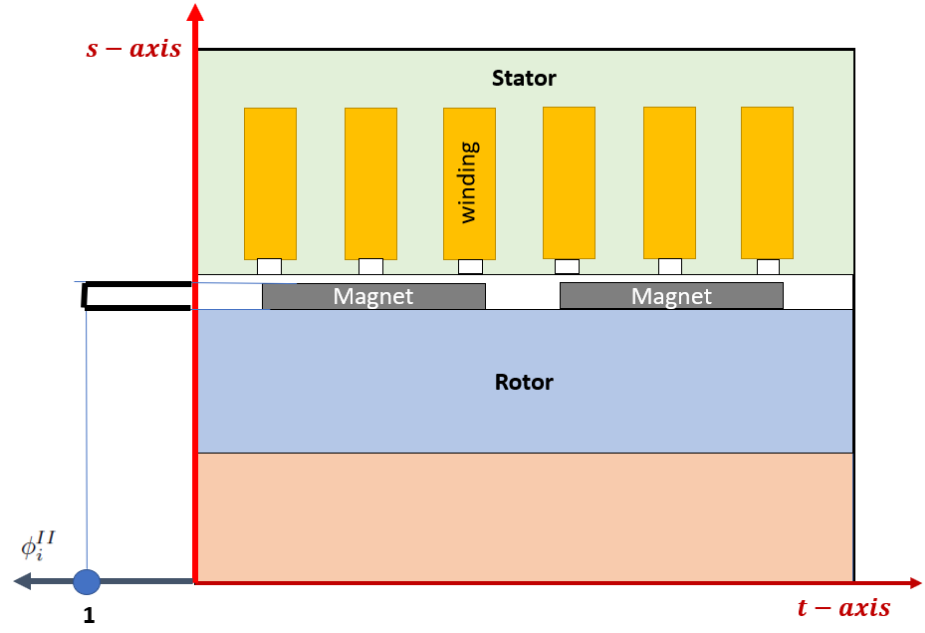 s − axis
Stator
winding
Magnet Magnet
Rotor
ϕ_i^{II}
1
t − axis